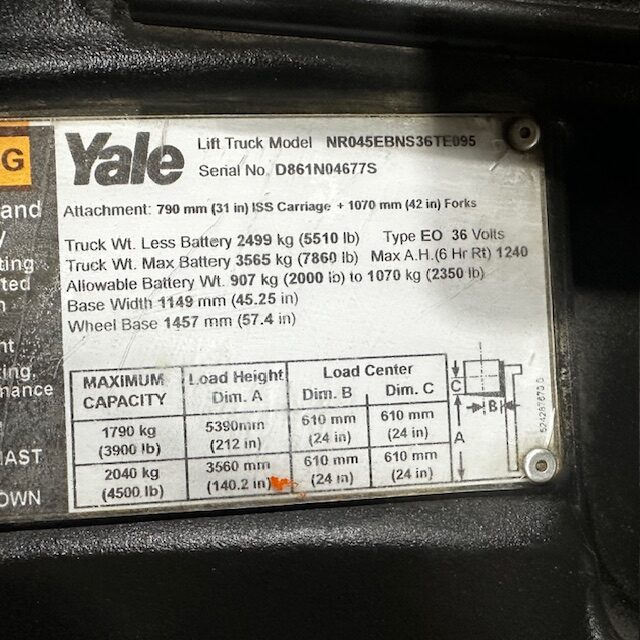 G
and
y
ting
ted
n
nt
ing,
nance
AST
OWN
Yale
Lift Truck Model NR045EBNS36TE095
Serial No. D861N04677S
Attachment: 790 mm (31 in) ISS Carriage + 1070 mm (42 in) Forks
Truck Wt. Less Battery 2499 kg (5510 lb) Type EO 36 Volts
Truck Wt. Max Battery 3565 kg (7860 lb) Max A.H.(6 Hr Rt) 1240
Allowable Battery Wt. 907 kg (2000 lb) to 1070 kg (2350 lb)
Base Width 1149 mm (45.25 in)
Wheel Base 1457 mm (57.4 in)
MAXIMUM CAPACITY
Load Height Dim. A
Load Center
Dim. B Dim. C
1790 kg 5390mm 610 mm 610 mm
(3900 lb) (212 in) (24 in) (24 in)
2040 kg 3560 mm 610 mm 610 mm
(4500 lb) (140.2 in) (24 in) (24 in)
C
B
A